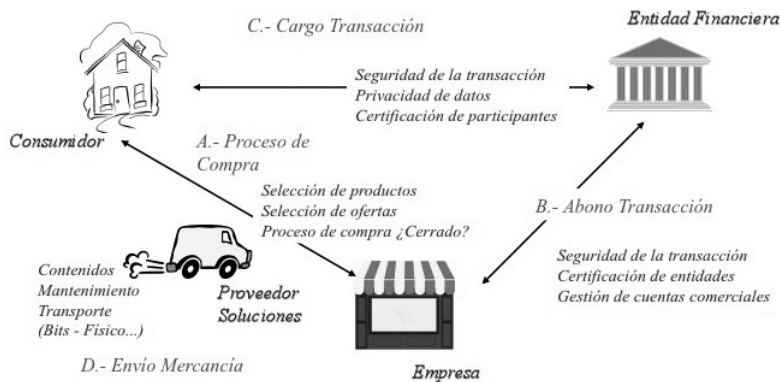 C.- Cargo Transacción
Entidad Financiera
Seguridad de la transacción
Privacidad de datos
Certificación de participantes
Consumidor
A.- Proceso de
Compra
Selección de productos
Selección de ofertas
Proceso de compra ¿Cerrado?
B.- Abono Transacción
Seguridad de la transacción
Certificación de entidades
Gestión de cuentas comerciales
Contenidos
Mantenimiento
Transporte
(Bits - Físico...)
Proveedor
Soluciones
D.- Envío Mercancía
Empresa